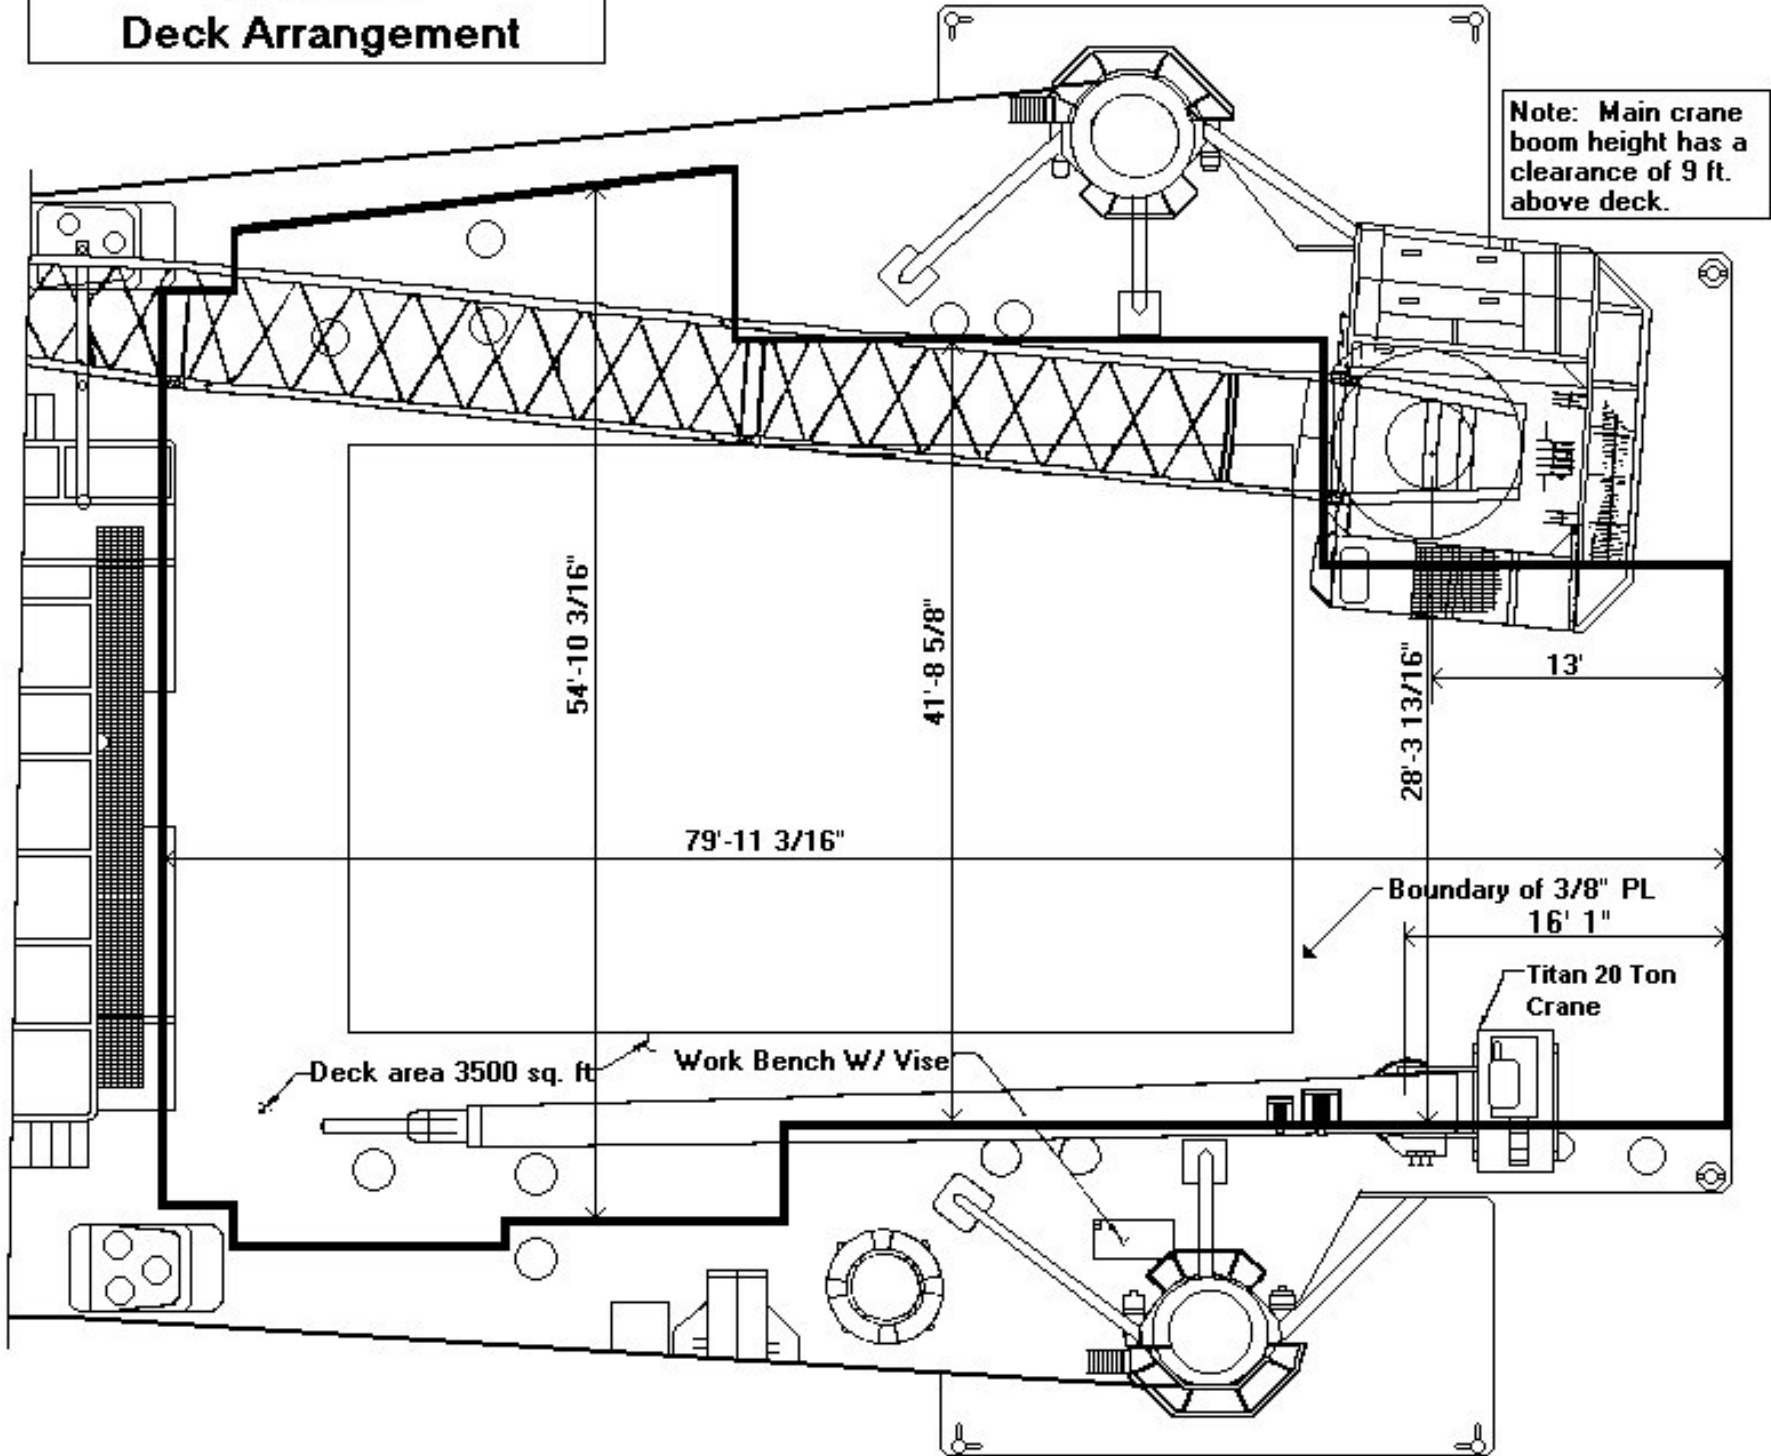 Deck Arrangement
Note: Main crane
boom height has a
clearance of 9 ft.
above deck.
54'-10 3/16"
41'-8 5/8"
28'-3 13/16"
13'
79'-11 3/16"
Boundary of 3/8" PL
16' 1"
Titan 20 Ton
Crane
Deck area 3500 sq. ft
Work Bench W/ Vise